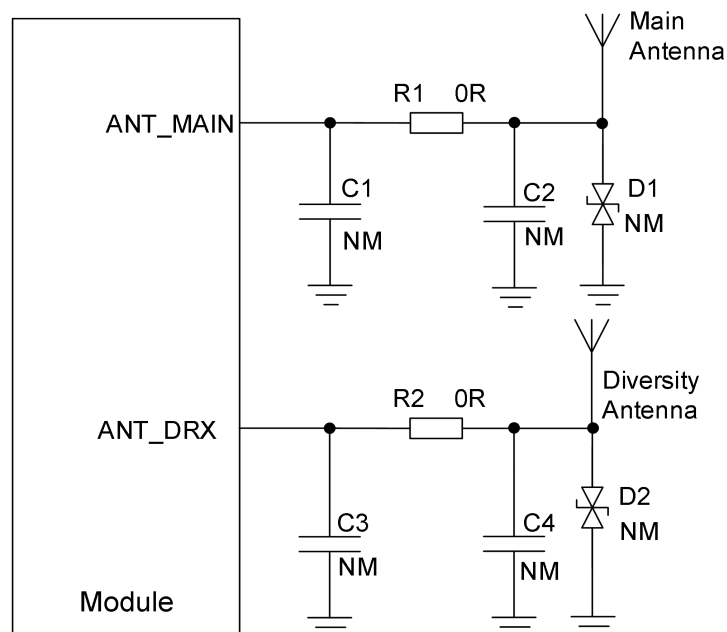 Main
Antenna
R1 0R
ANT_MAIN
C1
NM
C2
NM
D1
NM
Diversity
Antenna
R2 0R
ANT_DRX
C3
NM
C4
NM
D2
NM
Module